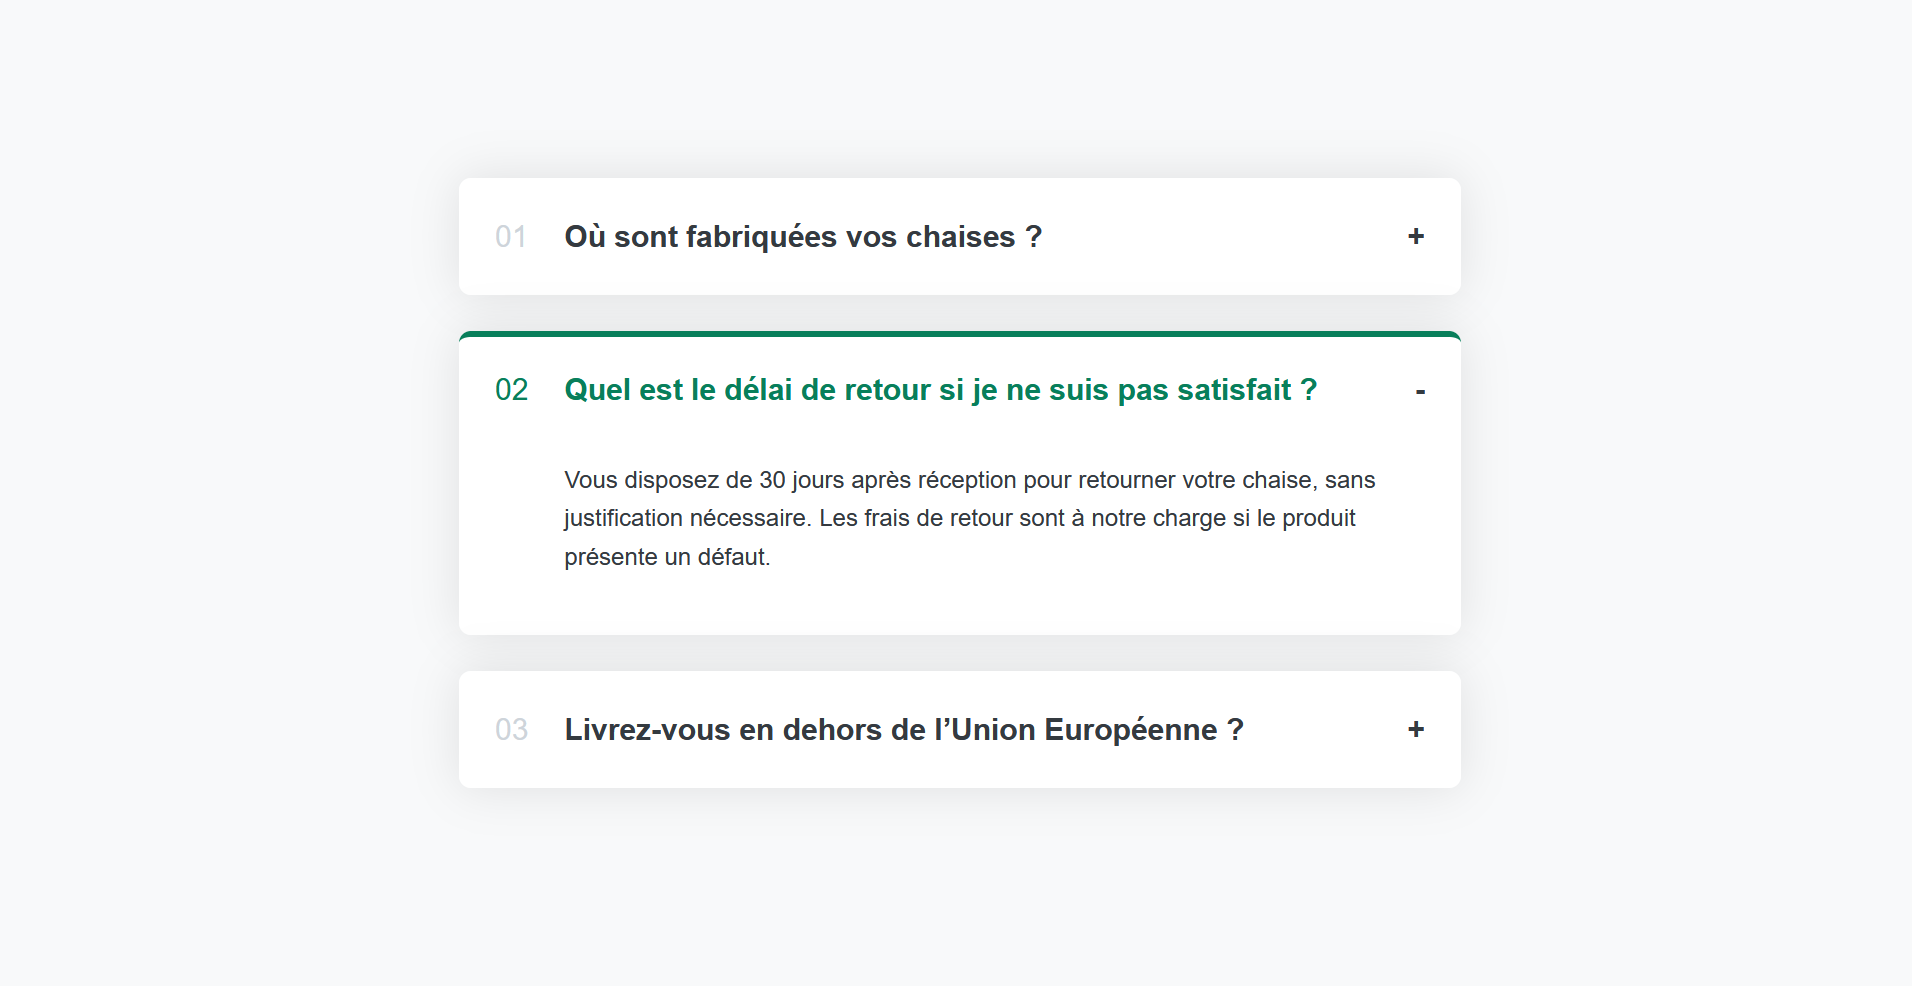 01 Où sont fabriquées vos chaises ? +
02 Quel est le délai de retour si je ne suis pas satisfait ? -
Vous disposez de 30 jours après réception pour retourner votre chaise, sans
justification nécessaire. Les frais de retour sont à notre charge si le produit
présente un défaut.
03 Livrez-vous en dehors de l’Union Européenne ? +